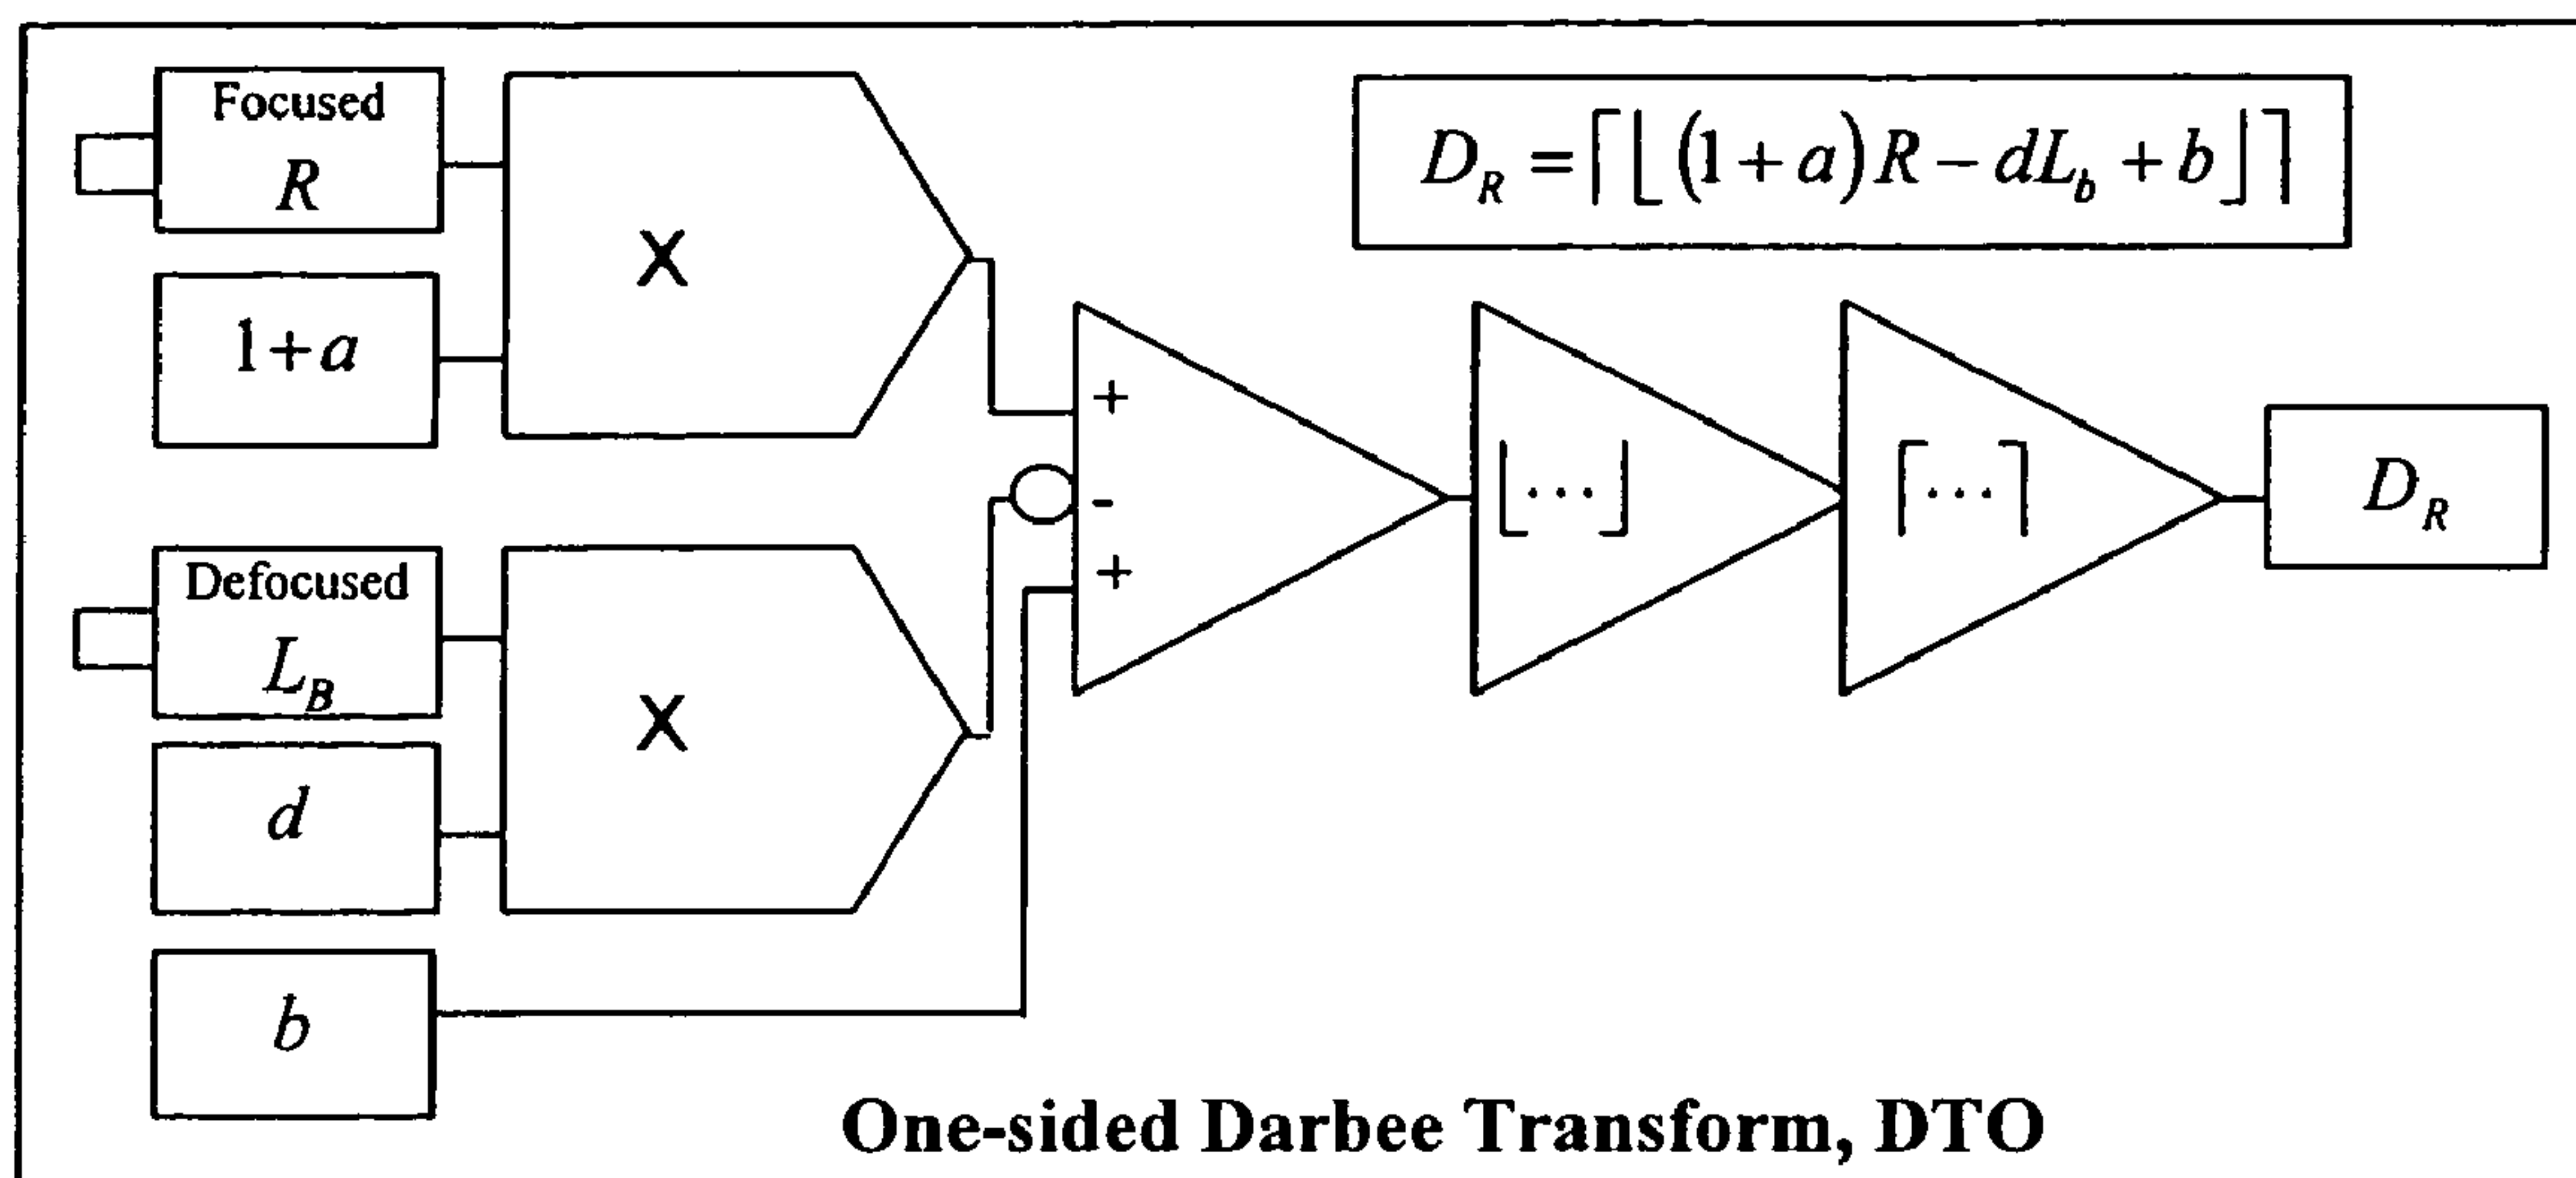 Focused
R
D_R = ⌈⌊(1+a)R − dL_b + b⌋⌉
X
1+a
+
⌊...⌋
⌈...⌉
D_R
-
Defocused
+
L_B
X
d
b
One-sided Darbee Transform, DTO